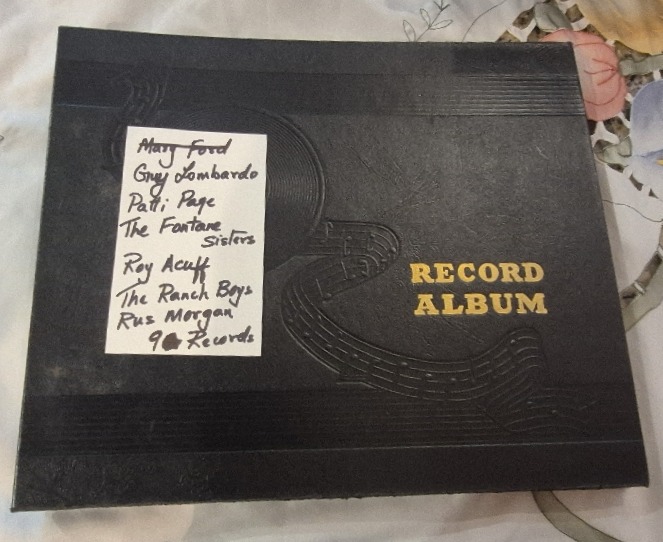 Mary Ford
Guy Lombardo
Patti Page
The Fontane
Sisters
Roy Acuff
The Ranch Boys
Rus Morgan
9 Records
RECORD
ALBUM